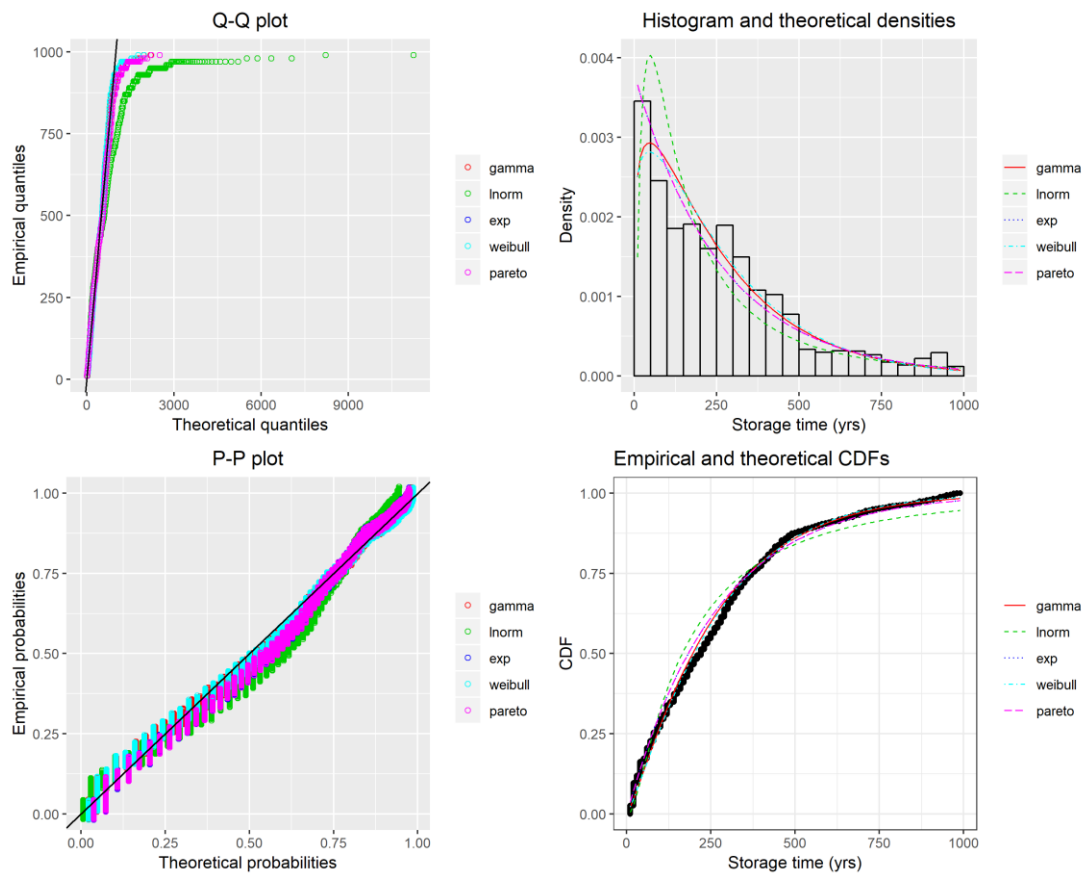 Q-Q plot
Empirical quantiles
1000
750
500
250
0
0 3000 6000 9000
Theoretical quantiles
gamma
lnorm
exp
weibull
pareto
Histogram and theoretical densities
Density
0.004
0.003
0.002
0.001
0.000
0 250 500 750 1000
Storage time (yrs)
gamma
lnorm
exp
weibull
pareto
P-P plot
Empirical probabilities
1.00
0.75
0.50
0.25
0.00
0.00 0.25 0.50 0.75 1.00
Theoretical probabilities
gamma
lnorm
exp
weibull
pareto
Empirical and theoretical CDFs
CDF
1.00
0.75
0.50
0.25
0.00
0 250 500 750 1000
Storage time (yrs)
gamma
lnorm
exp
weibull
pareto